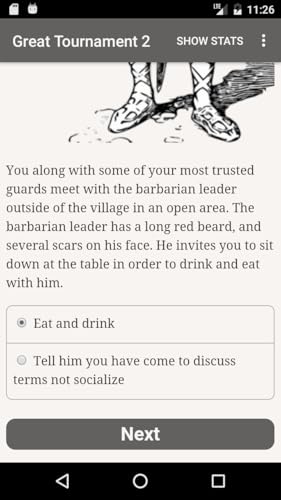 LTE 11:26
Great Tournament 2 SHOW STATS
You along with some of your most trusted
guards meet with the barbarian leader
outside of the village in an open area. The
barbarian leader has a long red beard, and
several scars on his face. He invites you to sit
down at the table in order to drink and eat
with him.
Eat and drink
Tell him you have come to discuss
terms not socialize
Next